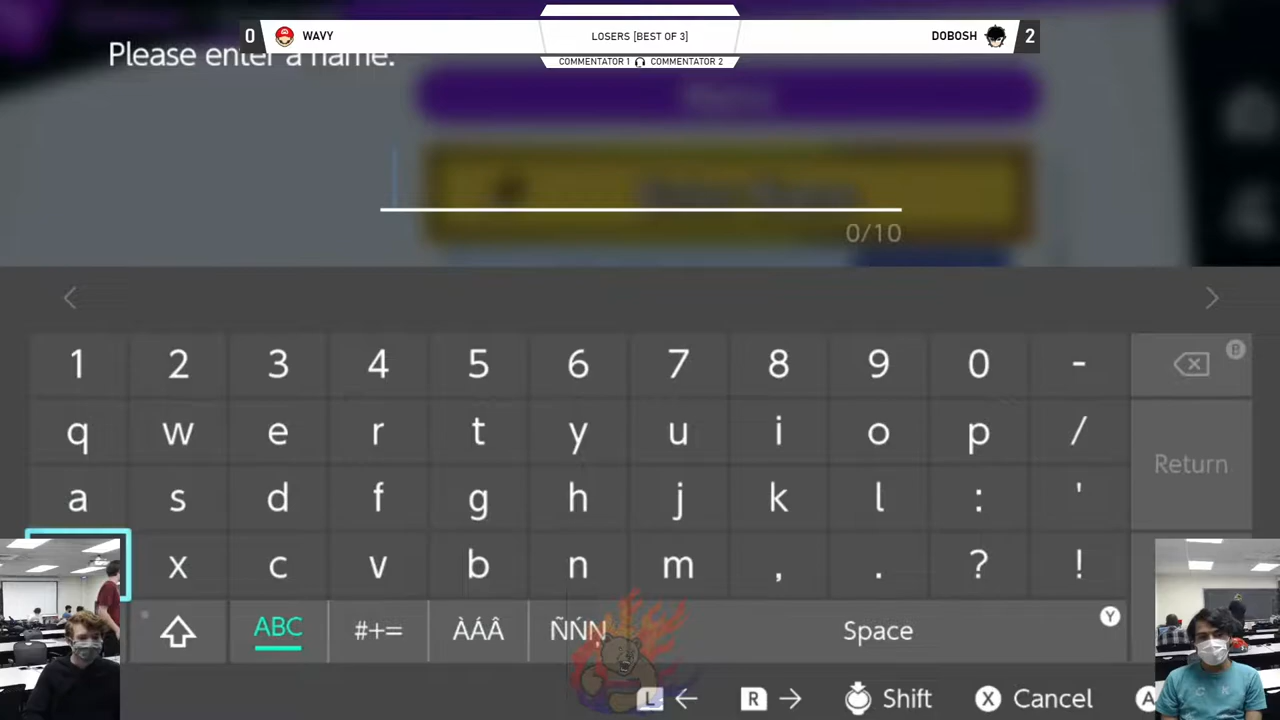 0 WAVY LOSERS [BEST OF 3] DOBOSH 2
COMMENTATOR 1 COMMENTATOR 2
Please enter a name.
0/10
1 2 3 4 5 6 7 8 9 0 - B
q w e r t y u i o p /
Return
a s d f g h j k l : '
x c v b n m , . ? !
ABC #+= ÀÁÂ ÑŃŅ Space Y
L ← R → Shift X Cancel A